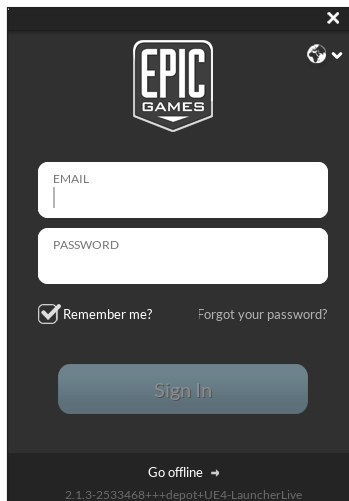 EPIC
GAMES
EMAIL
PASSWORD
Remember me? Forgot your password?
Sign In
Go offline
2.1.3-2533468+++depot+UE4-LauncherLive